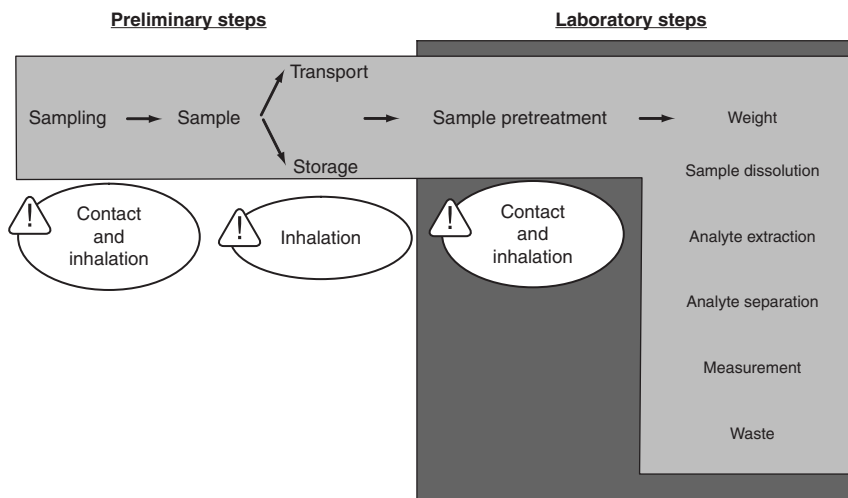 Preliminary steps
Laboratory steps
Transport
Sampling
Sample
Sample pretreatment
Weight
Storage
Sample dissolution
!
Contact
and
inhalation
!
Inhalation
!
Contact
and
inhalation
Analyte extraction
Analyte separation
Measurement
Waste